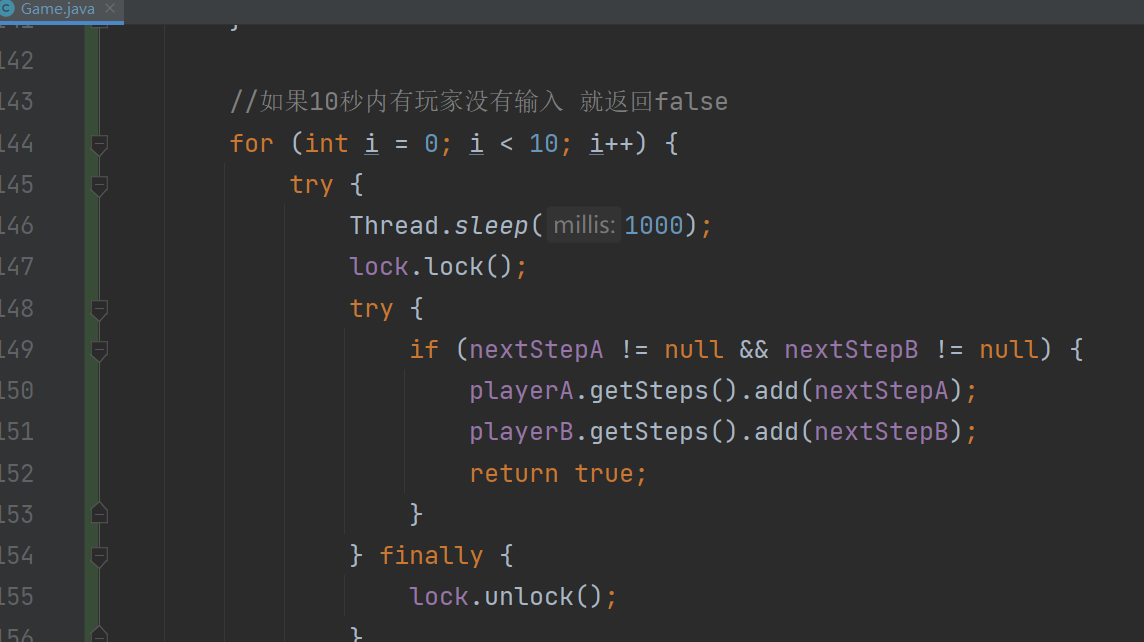 Game.java
142
143 //如果10秒内有玩家没有输入 就返回false
144 for (int i = 0; i < 10; i++) {
145 try {
146 Thread.sleep( millis: 1000);
147 lock.lock();
148 try {
149 if (nextStepA != null && nextStepB != null) {
150 playerA.getSteps().add(nextStepA);
151 playerB.getSteps().add(nextStepB);
152 return true;
153 }
154 } finally {
155 lock.unlock();
156 }